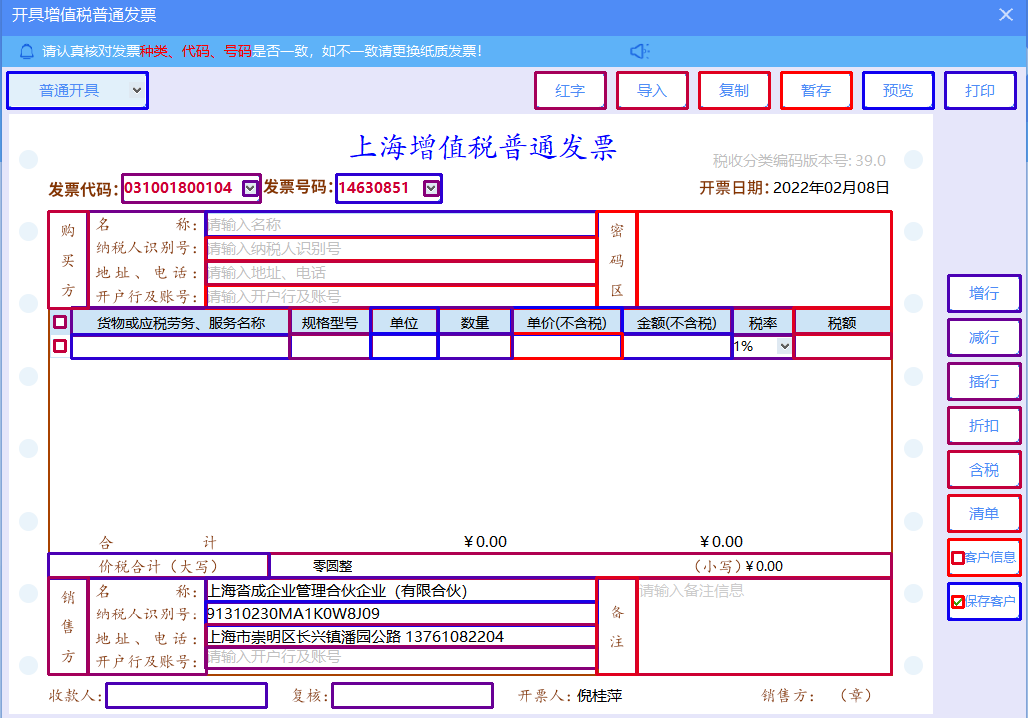 开具增值税普通发票
请认真核对发票种类、代码、号码是否一致，如不一致请更换纸质发票！
普通开具 红字 导入 复制 暂存 预览 打印
上海增值税普通发票
税收分类编码版本号: 39.0
发票代码: 031001800104 发票号码: 14630851 开票日期: 2022年02月08日
购买方
名称: 请输入名称
纳税人识别号: 请输入纳税人识别号
地址、电话: 请输入地址、电话
开户行及账号: 请输入开户行及账号
密码区
货物或应税劳务、服务名称 规格型号 单位 数量 单价(不含税) 金额(不含税) 税率 税额
1%
合计 ¥0.00 ¥0.00
价税合计（大写） 零圆整 （小写）¥0.00
销售方
名称: 上海沓成企业管理合伙企业（有限合伙）
纳税人识别号: 91310230MA1K0W8J09
地址、电话: 上海市崇明区长兴镇潘园公路 13761082204
开户行及账号: 请输入开户行及账号
备注
请输入备注信息
收款人: 复核: 开票人: 倪桂萍 销售方: （章）
增行
减行
插行
折扣
含税
清单
客户信息
保存客户